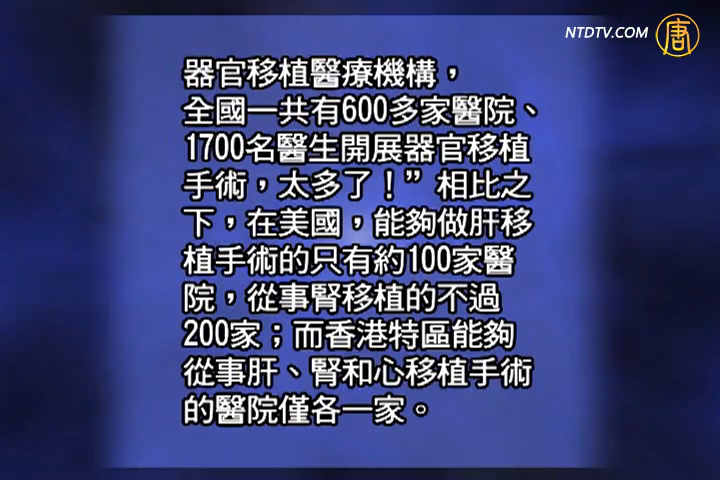 NTDTV.COM
唐
器官移植醫療機構，
全國一共有600多家醫院、
1700名醫生開展器官移植
手術，太多了！”相比之
下，在美國，能夠做肝移
植手術的只有約100家醫
院，從事腎移植的不過
200家；而香港特區能夠
從事肝、腎和心移植手術
的醫院僅各一家。